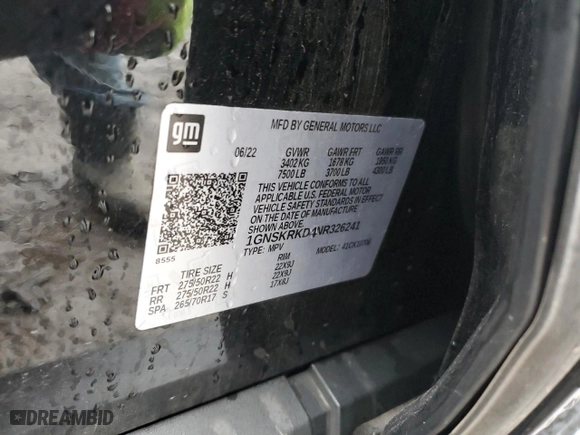 gm
MFD BY GENERAL MOTORS LLC
06/22 GVWR GAWR FRT GAWR RR
3402 KG 1678 KG 1950 KG
7500 LB 3700 LB 4300 LB
THIS VEHICLE CONFORMS TO ALL
APPLICABLE U.S. FEDERAL MOTOR
VEHICLE SAFETY STANDARDS IN EFFECT
ON THE DATE OF MANUFACTURE SHOWN ABOVE.
1GNSKRKD4NR326241
TYPE: MPV MODEL:
8555
TIRE SIZE RIM
FRT 275/50R22 H 22X9J
RR 275/50R22 H 22X9J
SPA 265/70R17 S 17X8J
DREAMBID